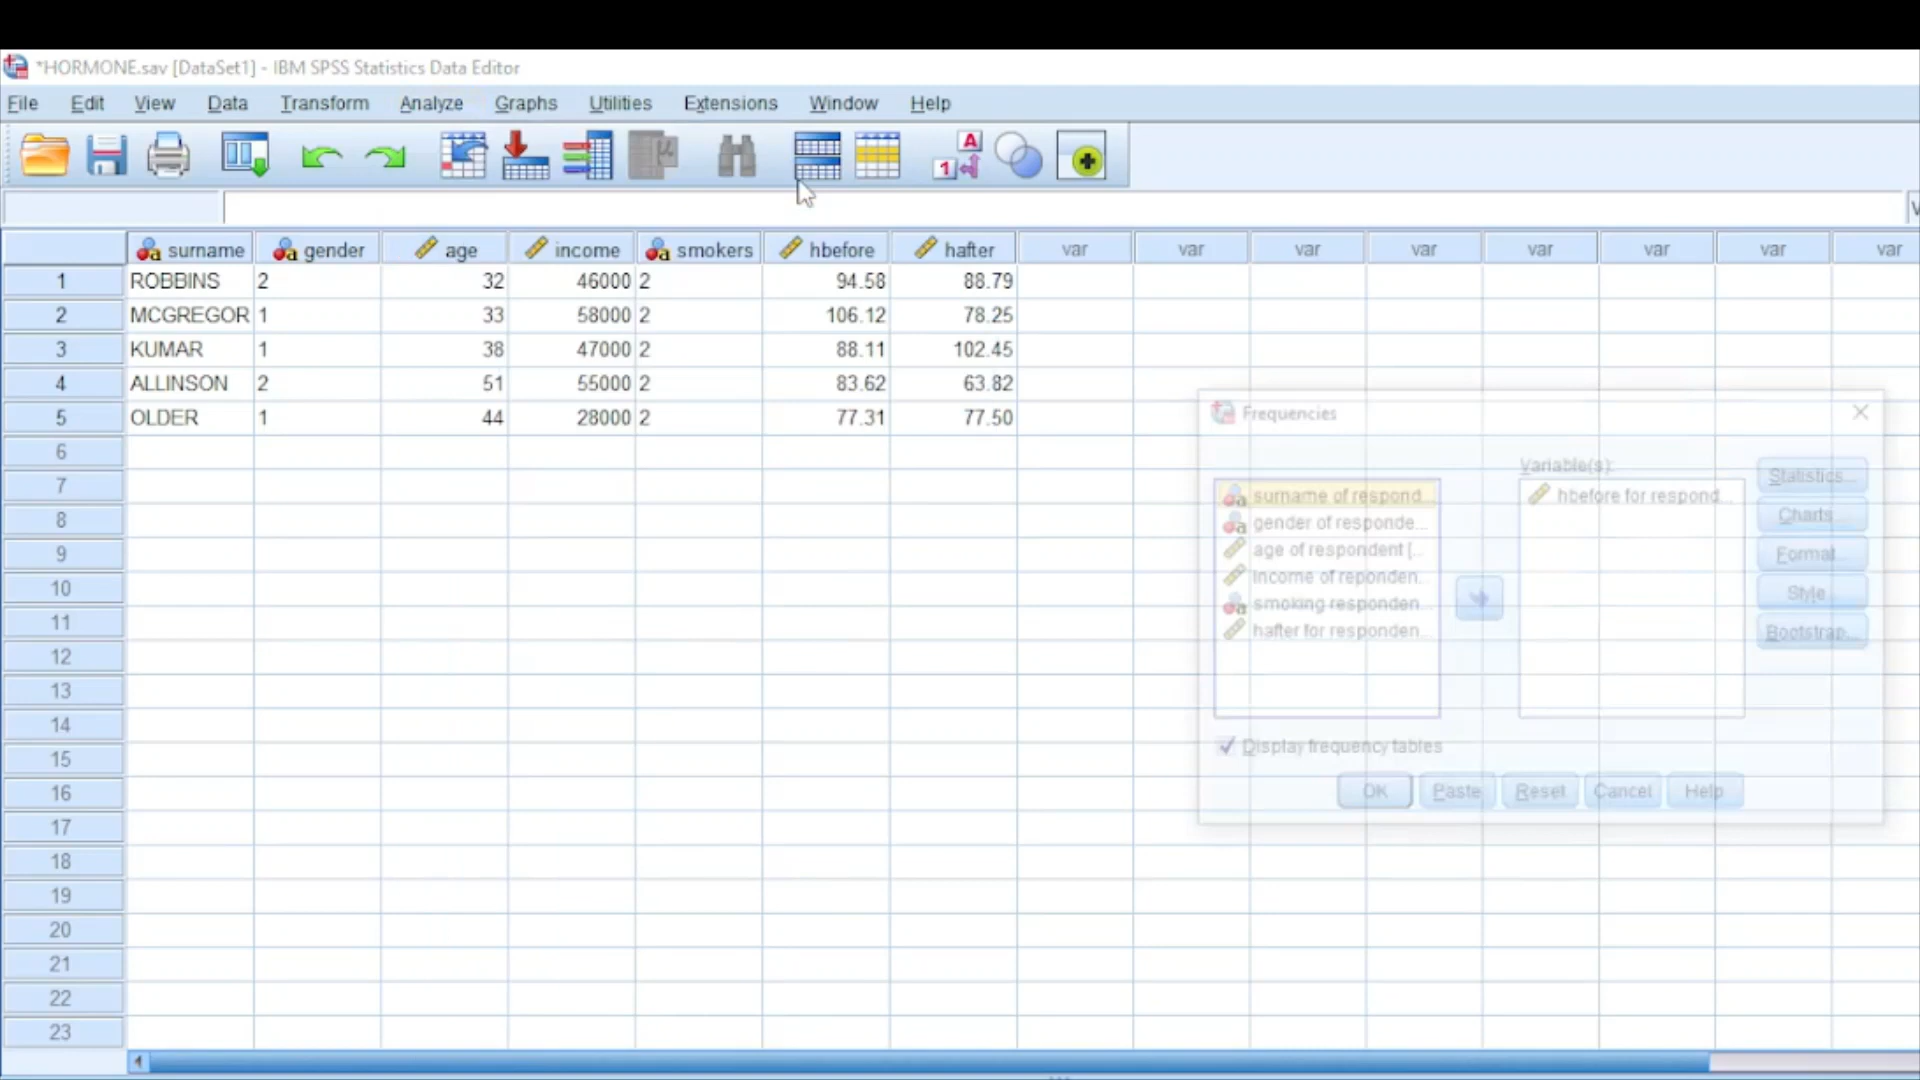 *HORMONE.sav [DataSet1] - IBM SPSS Statistics Data Editor
File Edit View Data Transform Analyze Graphs Utilities Extensions Window Help
surname gender age income smokers hbefore hafter var var var var var var var var
1 ROBBINS 2 32 46000 2 94.58 88.79
2 MCGREGOR 1 33 58000 2 106.12 78.25
3 KUMAR 1 38 47000 2 88.11 102.45
4 ALLINSON 2 51 55000 2 83.62 63.82
5 OLDER 1 44 28000 2 77.31 77.50
6
7
8
9
10
11
12
13
14
15
16
17
18
19
20
21
22
23
Frequencies
Variable(s):
surname of respond...
gender of responde...
age of respondent [...
income of reponden...
smoking responden...
hafter for responden...
hbefore for respond...
Statistics...
Charts...
Format...
Style...
Bootstrap...
Display frequency tables
OK Paste Reset Cancel Help